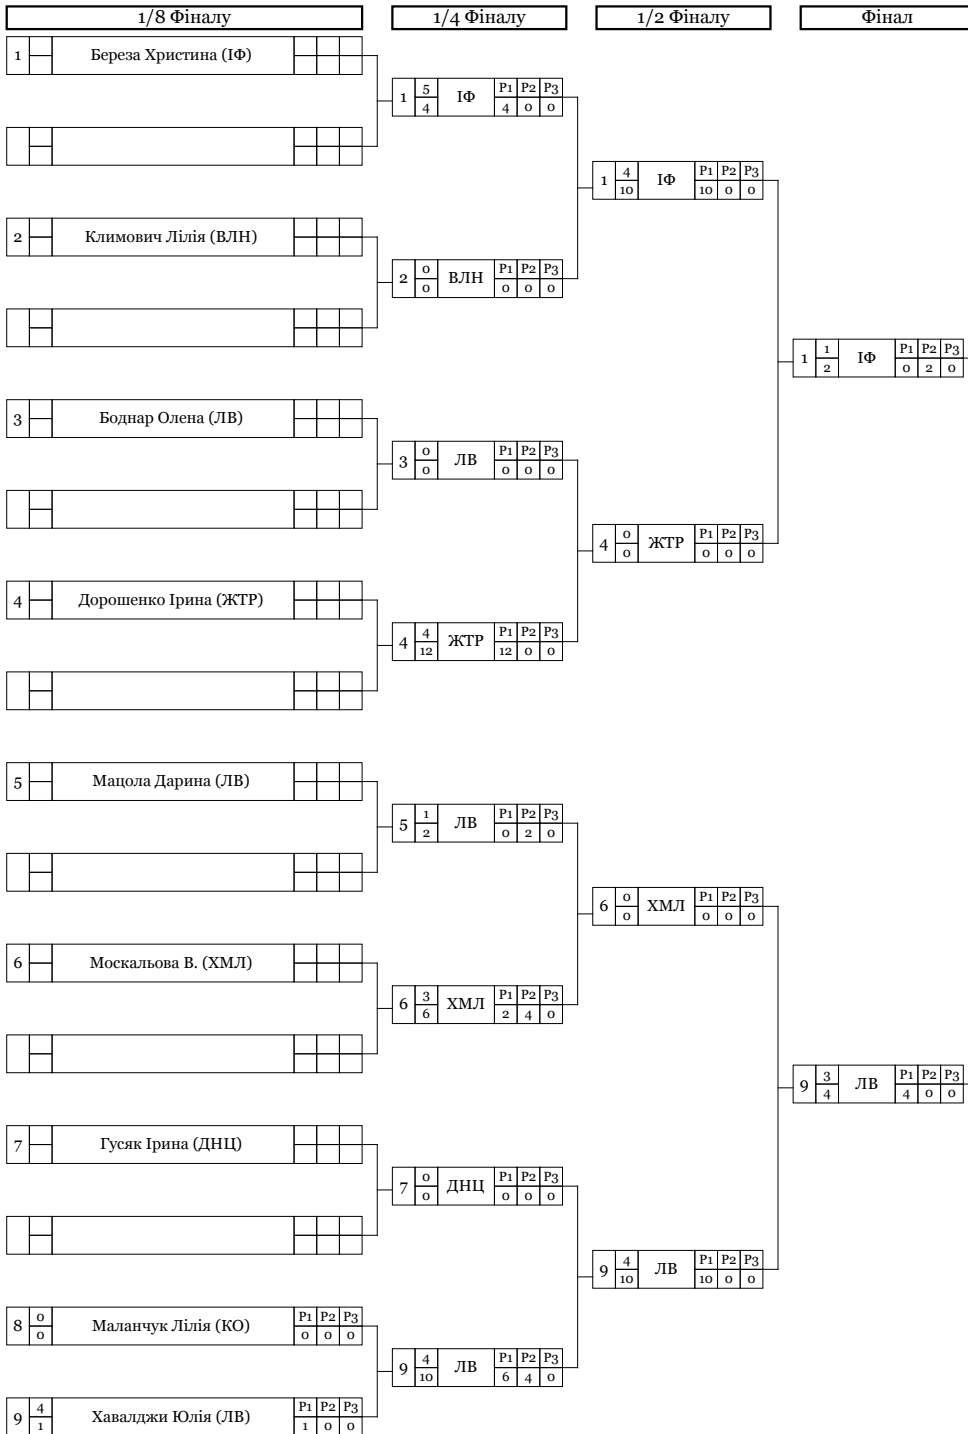 1/8 Фіналу 1/4 Фіналу 1/2 Фіналу Фінал
1 Береза Христина (ІФ)
1 5 4 ІФ P1 P2 P3 4 0 0
1 4 10 ІФ P1 P2 P3 10 0 0
2 Климович Лілія (ВЛН)
2 0 0 ВЛН P1 P2 P3 0 0 0
1 1 2 ІФ P1 P2 P3 0 2 0
3 Боднар Олена (ЛВ)
3 0 0 ЛВ P1 P2 P3 0 0 0
4 0 0 ЖТР P1 P2 P3 0 0 0
4 Дорошенко Ірина (ЖТР)
4 4 12 ЖТР P1 P2 P3 12 0 0
5 Мацола Дарина (ЛВ)
5 1 2 ЛВ P1 P2 P3 0 2 0
6 0 0 ХМЛ P1 P2 P3 0 0 0
6 Москальова В. (ХМЛ)
6 3 6 ХМЛ P1 P2 P3 2 4 0
9 3 4 ЛВ P1 P2 P3 4 0 0
7 Гусяк Ірина (ДНЦ)
7 0 0 ДНЦ P1 P2 P3 0 0 0
9 4 10 ЛВ P1 P2 P3 10 0 0
8 0 0 Маланчук Лілія (КО) P1 P2 P3 0 0 0
9 4 10 ЛВ P1 P2 P3 6 4 0
9 4 1 Хавалджи Юлія (ЛВ) P1 P2 P3 1 0 0